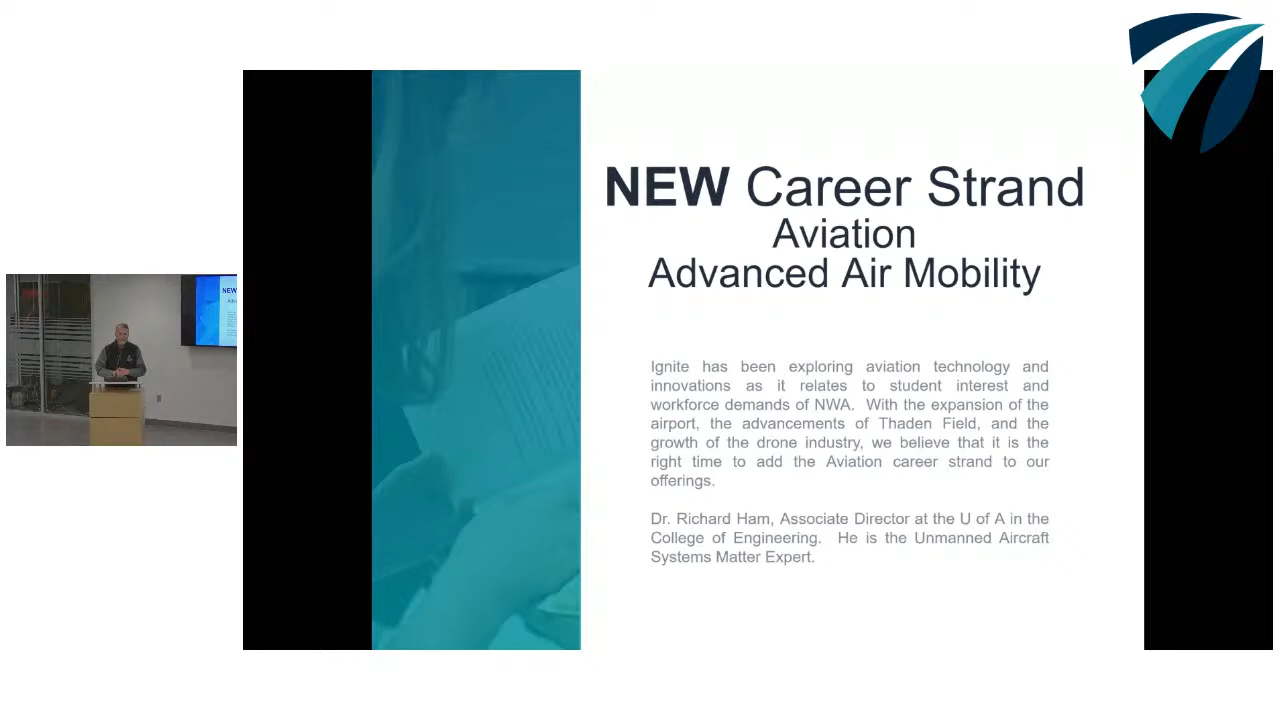 NEW Career Strand
Aviation
Advanced Air Mobility
Ignite has been exploring aviation technology and
innovations as it relates to student interest and
workforce demands of NWA. With the expansion of the
airport, the advancements of Thaden Field, and the
growth of the drone industry, we believe that it is the
right time to add the Aviation career strand to our
offerings.
Dr. Richard Ham, Associate Director at the U of A in the
College of Engineering. He is the Unmanned Aircraft
Systems Matter Expert.
NEW